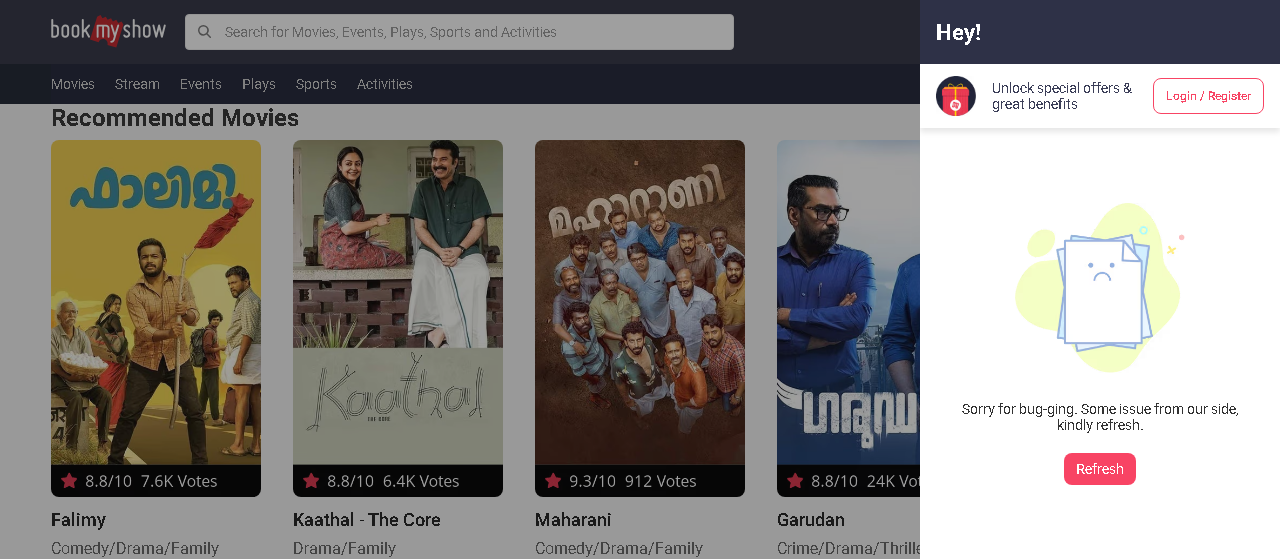 book my show
Search for Movies, Events, Plays, Sports and Activities
Hey!
Movies Stream Events Plays Sports Activities
Unlock special offers &
great benefits
Login / Register
Recommended Movies
ഫാലിമി
Kaathal
THE CORE
മഹാറാണി
ഗരുഡ
8.8/10 7.6K Votes
8.8/10 6.4K Votes
9.3/10 912 Votes
8.8/10 24K Vot
Falimy
Kaathal - The Core
Maharani
Garudan
Comedy/Drama/Family
Drama/Family
Comedy/Drama/Family
Crime/Drama/Thrille
Sorry for bug-ging. Some issue from our side,
kindly refresh.
Refresh